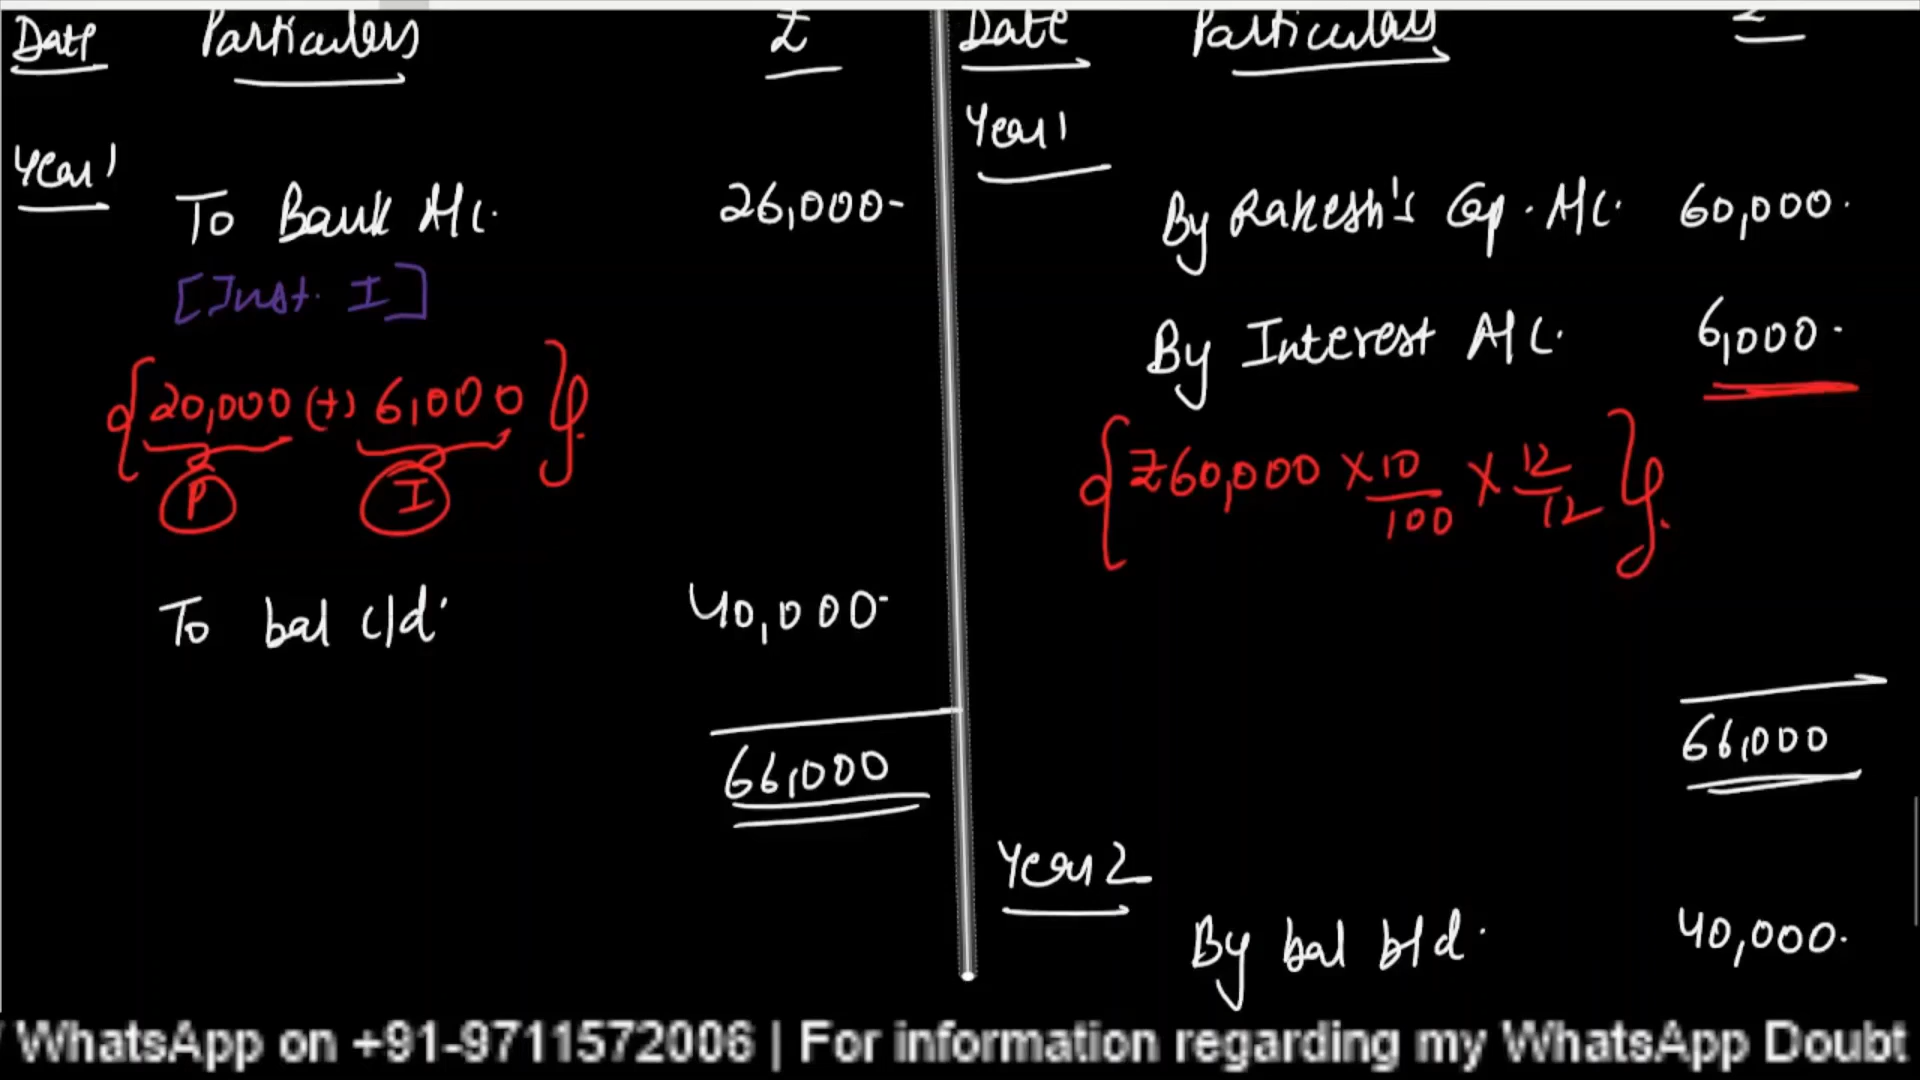 Date Particulars ₹
Year 1
To Bank A/c. 26,000-
[Inst. I]
{20,000 (+) 6,000}
P I
To bal c/d. 40,000-
66,000
Date Particulars
Year 1
By Rakesh's Cap. A/c. 60,000.
By Interest A/c. 6,000.
{₹60,000 × 10/100 × 12/12}
66,000
Year 2
By bal b/d. 40,000.
WhatsApp on +91-9711572006 | For information regarding my WhatsApp Doubt